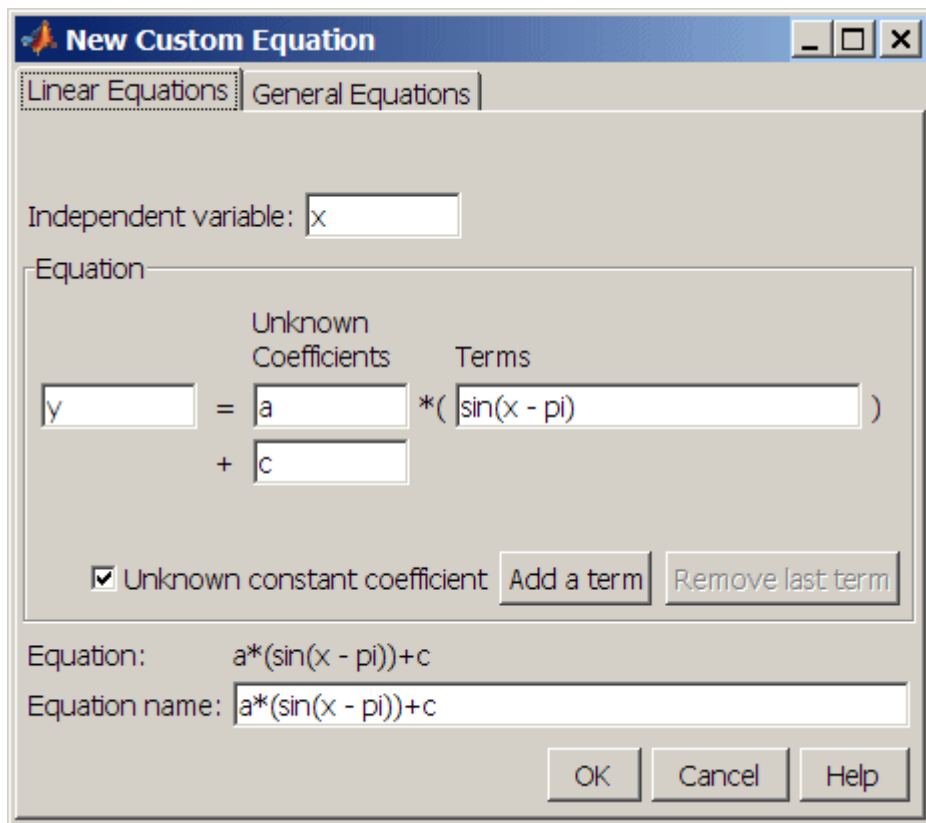 New Custom Equation
Linear Equations General Equations
Independent variable: x
Equation
Unknown
Coefficients Terms
y = a *( sin(x - pi) )
+ c
Unknown constant coefficient Add a term Remove last term
Equation: a*(sin(x - pi))+c
Equation name: a*(sin(x - pi))+c
OK Cancel Help